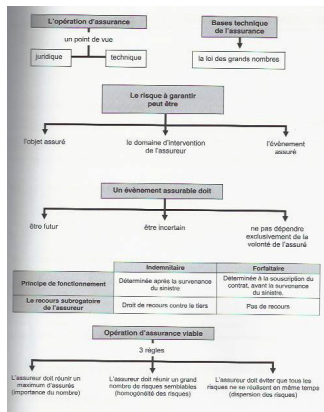 L'opération d'assurance
Bases technique
de l'assurance
un point de vue
juridique
technique
la loi des grands nombres
Le risque à garantir
peut être
l'objet assuré
le domaine d'intervention
de l'assureur
l'événement
assuré
Un évènement assurable doit
être futur
être incertain
ne pas dépendre
exclusivement de la
volonté de l'assuré
Indemnitaire
Forfaitaire
Principe de fonctionnement
Déterminée après la survenance
du sinistre
Déterminée à la souscription du
contrat, avant la survenance
du sinistre.
Le recours subrogatoire
de l'assureur
Droit de recours contre le tiers
Pas de recours
Opération d'assurance viable
3 règles
L'assureur doit réunir un
maximum d'assurés
(importance du nombre)
L'assureur doit réunir un grand
nombre de risques semblables
(homogénéité des risques)
L'assureur doit éviter que tous les
risques ne se réalisent en même temps
(dispersion des risques)